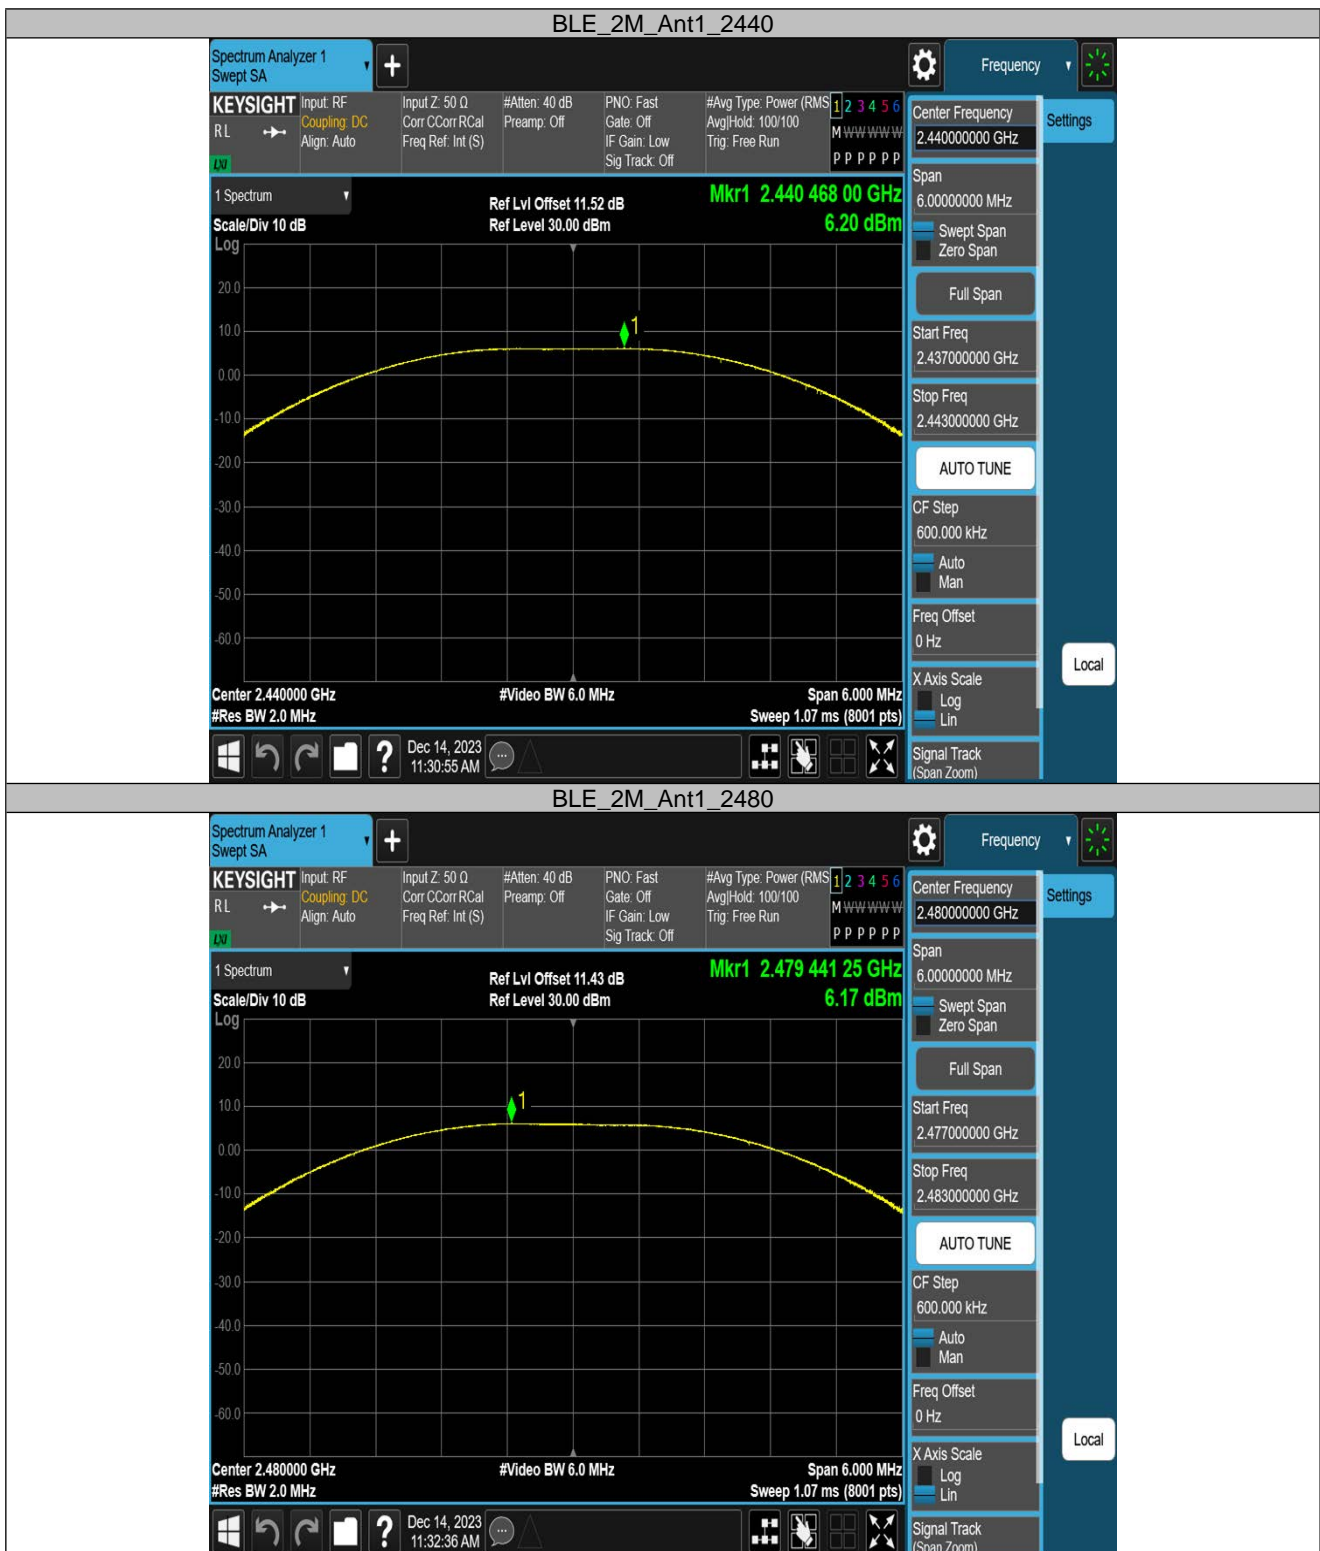 BLE_2M_Ant1_2440
Spectrum Analyzer 1
Swept SA
Frequency
KEYSIGHT
RL
LXI
Input: RF
Coupling: DC
Align: Auto
Input Z: 50 Ω
Corr CCorr RCal
Freq Ref: Int (S)
#Atten: 40 dB
Preamp: Off
PNO: Fast
Gate: Off
IF Gain: Low
Sig Track: Off
#Avg Type: Power (RMS
Avg|Hold: 100/100
Trig: Free Run
1 2 3 4 5 6
M W W W W W
P P P P P P
1 Spectrum
Scale/Div 10 dB
Ref Lvl Offset 11.52 dB
Ref Level 30.00 dBm
Mkr1 2.440 468 00 GHz
6.20 dBm
Log
20.0
10.0
0.00
-10.0
-20.0
-30.0
-40.0
-50.0
-60.0
1
Center 2.440000 GHz
#Res BW 2.0 MHz
#Video BW 6.0 MHz
Span 6.000 MHz
Sweep 1.07 ms (8001 pts)
?
Dec 14, 2023
11:30:55 AM
Center Frequency
2.440000000 GHz
Settings
Span
6.00000000 MHz
Swept Span
Zero Span
Full Span
Start Freq
2.437000000 GHz
Stop Freq
2.443000000 GHz
AUTO TUNE
CF Step
600.000 kHz
Auto
Man
Freq Offset
0 Hz
Local
X Axis Scale
Log
Lin
Signal Track
(Span Zoom)
BLE_2M_Ant1_2480
Spectrum Analyzer 1
Swept SA
Frequency
KEYSIGHT
RL
LXI
Input: RF
Coupling: DC
Align: Auto
Input Z: 50 Ω
Corr CCorr RCal
Freq Ref: Int (S)
#Atten: 40 dB
Preamp: Off
PNO: Fast
Gate: Off
IF Gain: Low
Sig Track: Off
#Avg Type: Power (RMS
Avg|Hold: 100/100
Trig: Free Run
1 2 3 4 5 6
M W W W W W
P P P P P P
1 Spectrum
Scale/Div 10 dB
Ref Lvl Offset 11.43 dB
Ref Level 30.00 dBm
Mkr1 2.479 441 25 GHz
6.17 dBm
Log
20.0
10.0
0.00
-10.0
-20.0
-30.0
-40.0
-50.0
-60.0
1
Center 2.480000 GHz
#Res BW 2.0 MHz
#Video BW 6.0 MHz
Span 6.000 MHz
Sweep 1.07 ms (8001 pts)
?
Dec 14, 2023
11:32:36 AM
Center Frequency
2.480000000 GHz
Settings
Span
6.00000000 MHz
Swept Span
Zero Span
Full Span
Start Freq
2.477000000 GHz
Stop Freq
2.483000000 GHz
AUTO TUNE
CF Step
600.000 kHz
Auto
Man
Freq Offset
0 Hz
Local
X Axis Scale
Log
Lin
Signal Track
(Span Zoom)